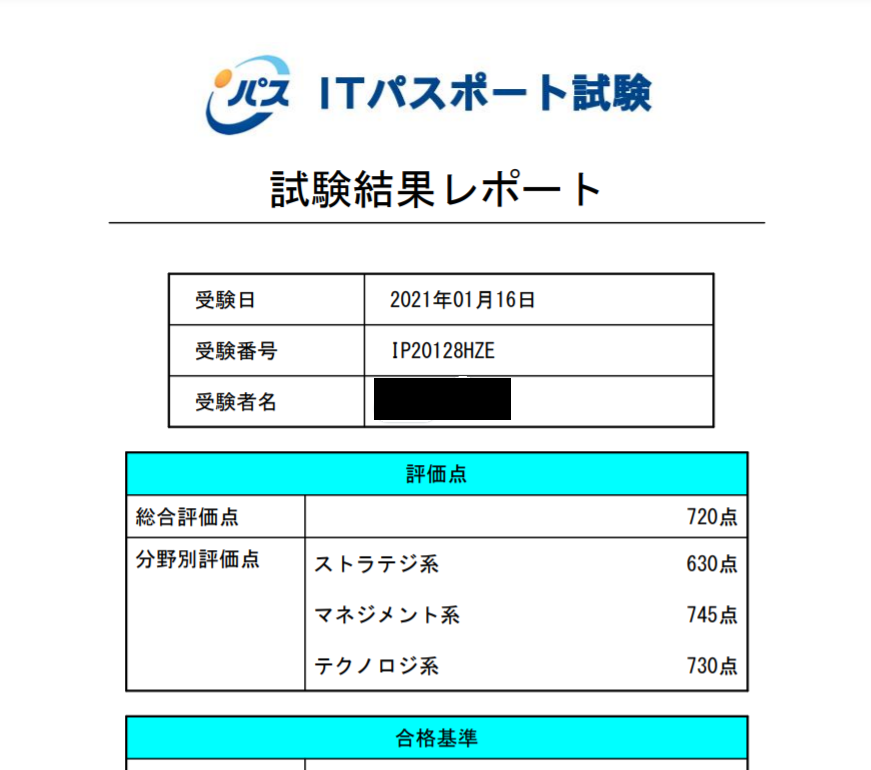 iパス ITパスポート試験
試験結果レポート
受験日 2021年01月16日
受験番号 IP20128HZE
受験者名
評価点
総合評価点 720点
分野別評価点 ストラテジ系 630点
マネジメント系 745点
テクノロジ系 730点
合格基準